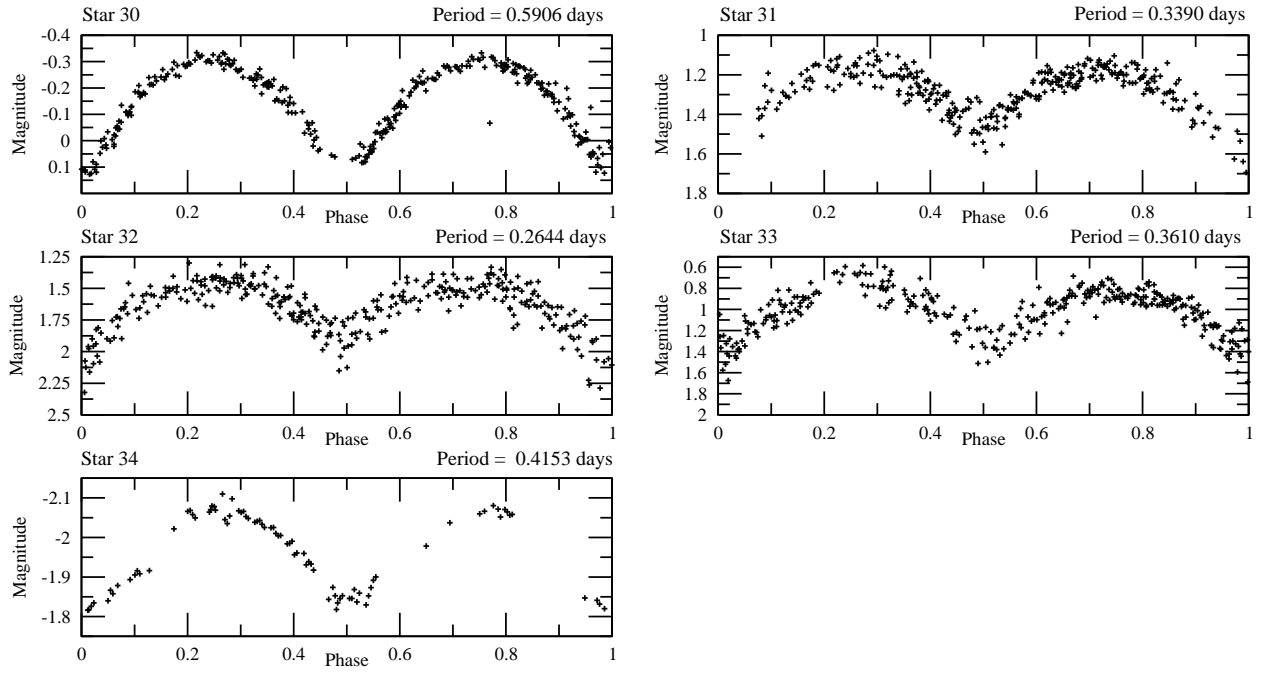 Star 30 Period = 0.5906 days
-0.4
-0.3
-0.2
-0.1
0
0.1
Magnitude
0 0.2 0.4 0.6 0.8 1
Phase
Star 31 Period = 0.3390 days
1
1.2
1.4
1.6
1.8
Magnitude
0 0.2 0.4 0.6 0.8 1
Phase
Star 32 Period = 0.2644 days
1.25
1.5
1.75
2
2.25
2.5
Magnitude
0 0.2 0.4 0.6 0.8 1
Phase
Star 33 Period = 0.3610 days
0.6
0.8
1
1.2
1.4
1.6
1.8
2
Magnitude
0 0.2 0.4 0.6 0.8 1
Phase
Star 34 Period = 0.4153 days
-2.1
-2
-1.9
-1.8
Magnitude
0 0.2 0.4 0.6 0.8 1
Phase